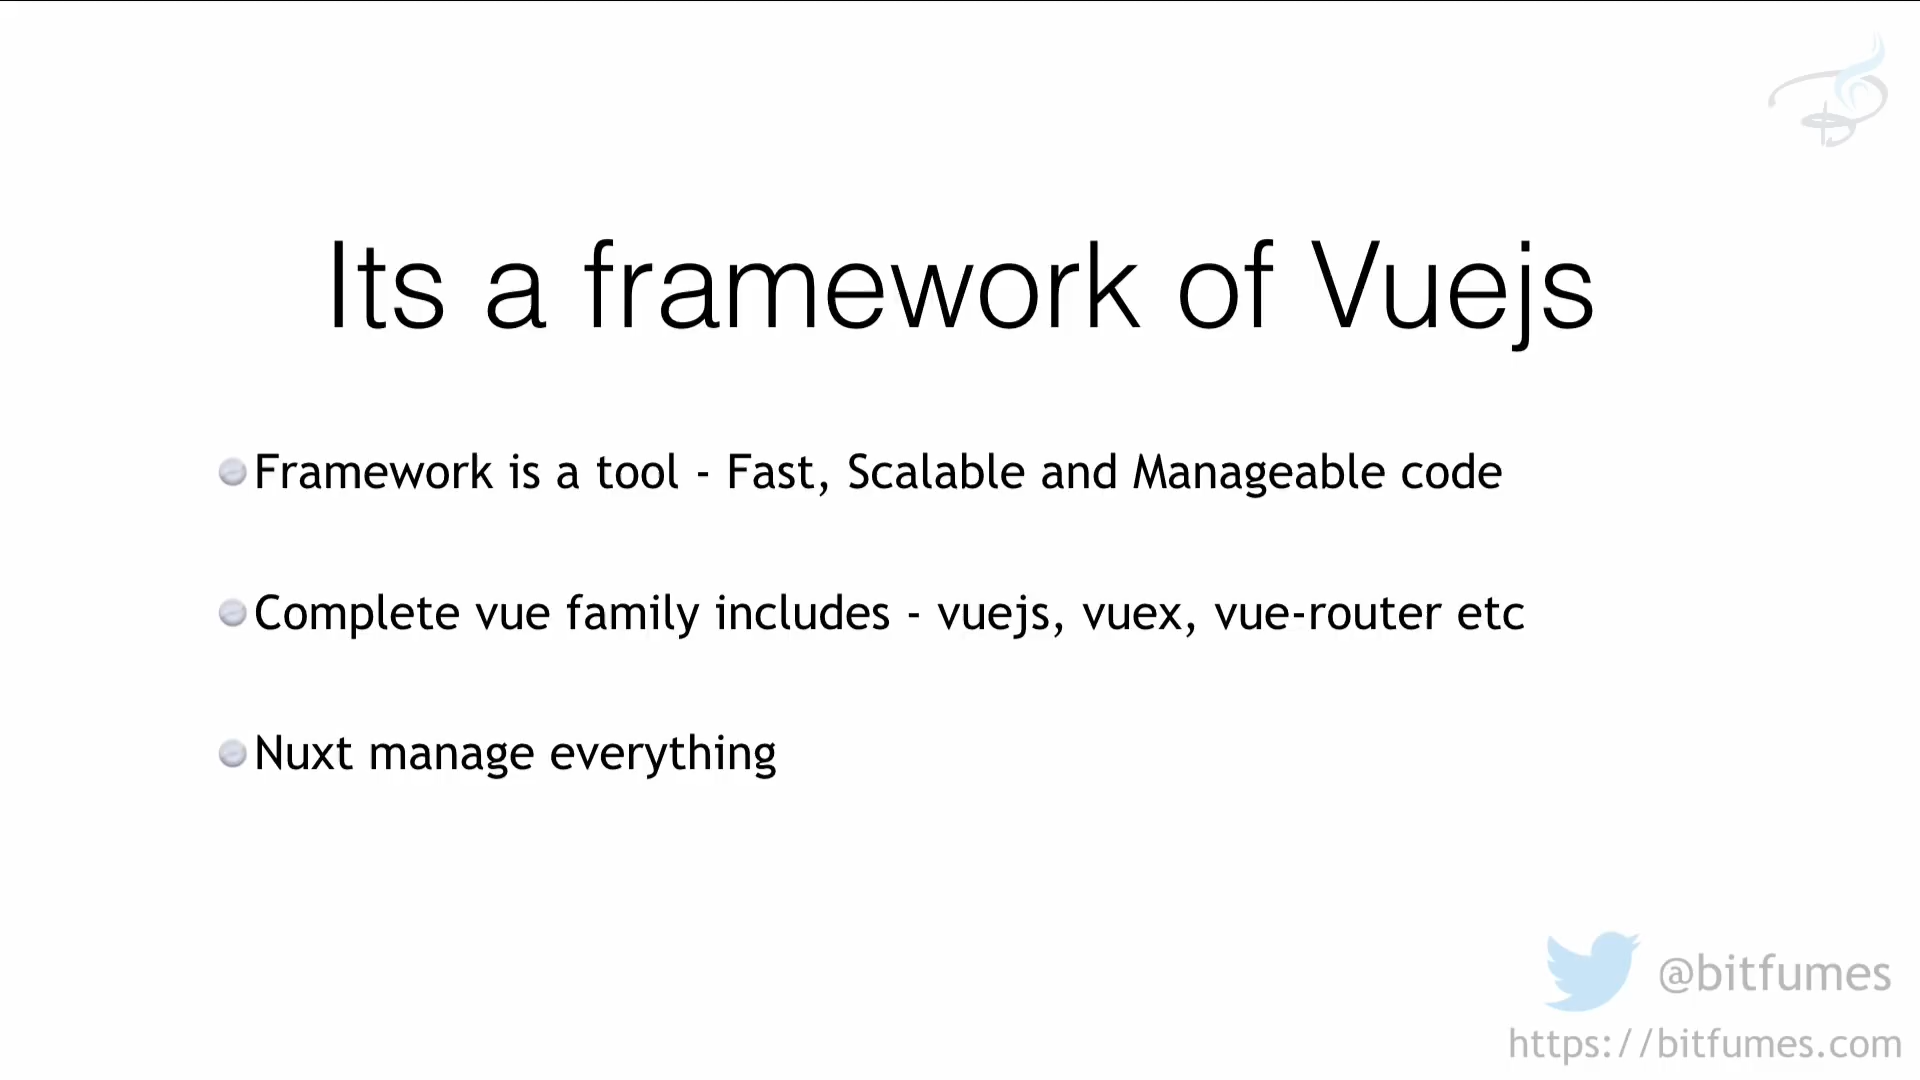 Its a framework of Vuejs
Framework is a tool - Fast, Scalable and Manageable code
Complete vue family includes - vuejs, vuex, vue-router etc
Nuxt manage everything
@bitfumes
https://bitfumes.com